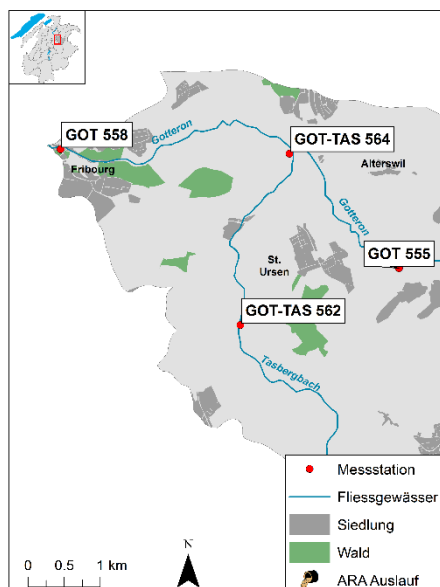 GOT 558
Gotteron
GOT-TAS 564
Fribourg
Alterswil
Gotteron
St.
Ursen
GOT 555
GOT-TAS 562
Tasbergbach
Messstation
Fliessgewässer
Siedlung
Wald
ARA Auslauf
N
0 0.5 1 km